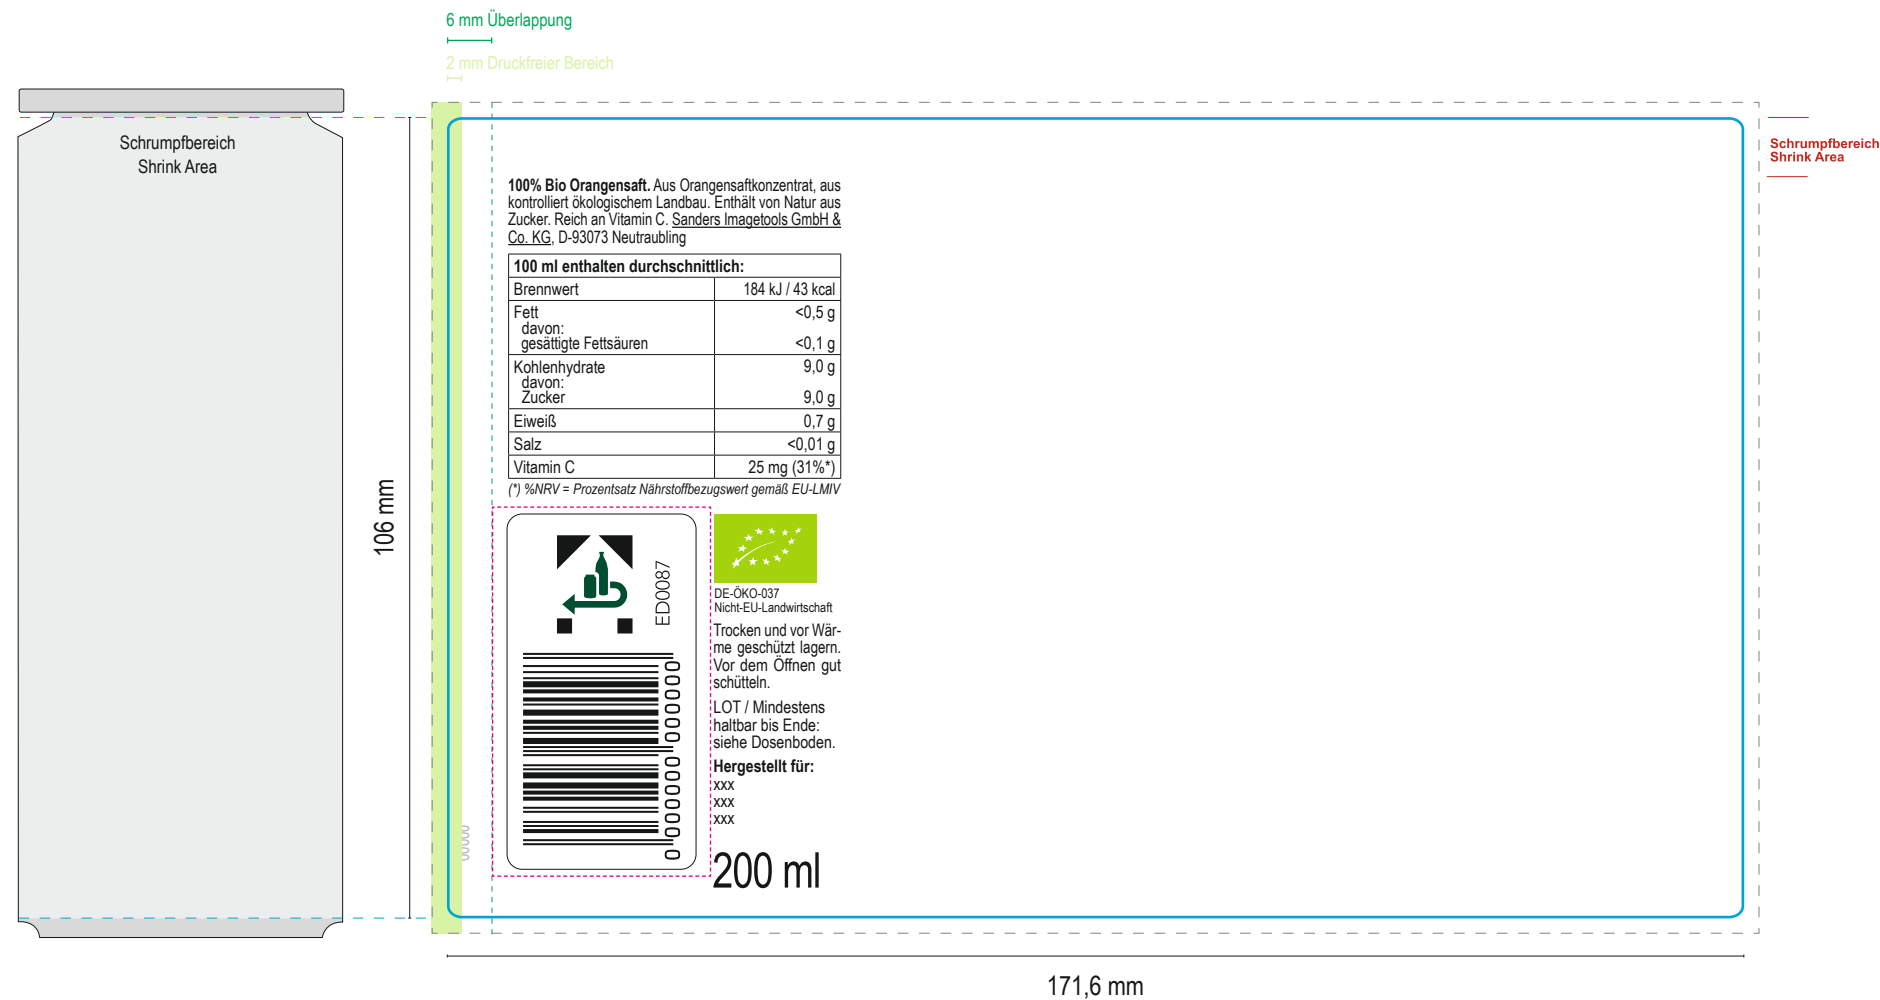 6 mm Überlappung
2 mm Druckfreier Bereich
Schrumpfbereich
Shrink Area
Schrumpfbereich
Shrink Area
100% Bio Orangensaft. Aus Orangensaftkonzentrat, aus
kontrolliert ökologischem Landbau. Enthält von Natur aus
Zucker. Reich an Vitamin C. Sanders Imagetools GmbH &
Co. KG, D-93073 Neutraubling
100 ml enthalten durchschnittlich:
Brennwert 184 kJ / 43 kcal
Fett <0,5 g
davon:
gesättigte Fettsäuren <0,1 g
Kohlenhydrate 9,0 g
davon:
Zucker 9,0 g
Eiweiß 0,7 g
Salz <0,01 g
Vitamin C 25 mg (31%*)
(*) %NRV = Prozentsatz Nährstoffbezugswert gemäß EU-LMIV
106 mm
ED0087
0 000000 000000
00000
DE-ÖKO-037
Nicht-EU-Landwirtschaft
Trocken und vor Wär-
me geschützt lagern.
Vor dem Öffnen gut
schütteln.
LOT / Mindestens
haltbar bis Ende:
siehe Dosenboden.
Hergestellt für:
xxx
xxx
xxx
200 ml
171,6 mm